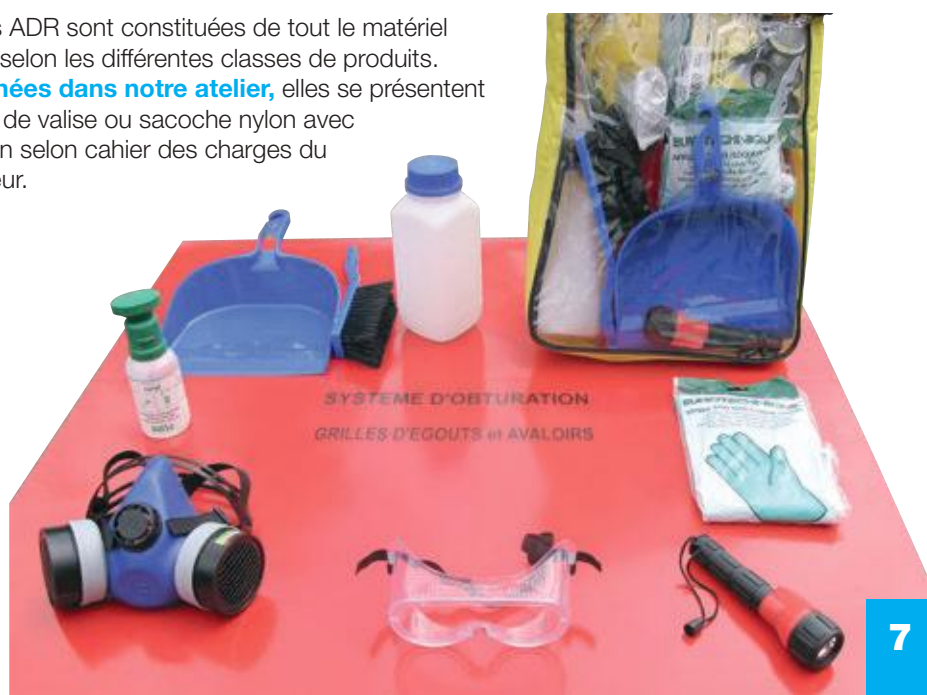 s ADR sont constituées de tout le matériel
selon les différentes classes de produits.
nées dans notre atelier, elles se présentent
de valise ou sacoche nylon avec
n selon cahier des charges du
eur.
SYSTEME D'OBTURATION
GRILLES D'EGOUTS et AVALOIRS
7